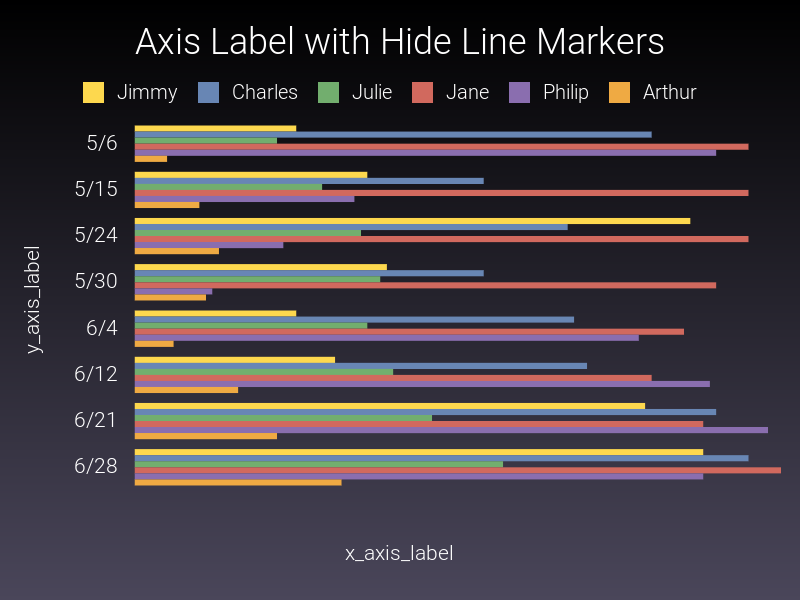 Axis Label with Hide Line Markers
Jimmy Charles Julie Jane Philip Arthur
5/6
5/15
5/24
5/30
6/4
6/12
6/21
6/28
y_axis_label
x_axis_label